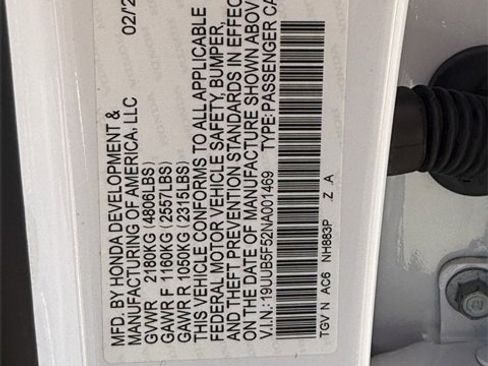 MFD. BY HONDA DEVELOPMENT & 02/2
MANUFACTURING OF AMERICA, LLC
GVWR 2180KG (4806LBS)
GAWR F 1160KG (2557LBS)
GAWR R 1050KG (2315LBS)
THIS VEHICLE CONFORMS TO ALL APPLICABLE
FEDERAL MOTOR VEHICLE SAFETY, BUMPER,
AND THEFT PREVENTION STANDARDS IN EFFEC
ON THE DATE OF MANUFACTURE SHOWN ABOV
V.I.N.: 19UUB5F52NA001469 TYPE: PASSENGER CA
TGV N AC6 NH883P Z A